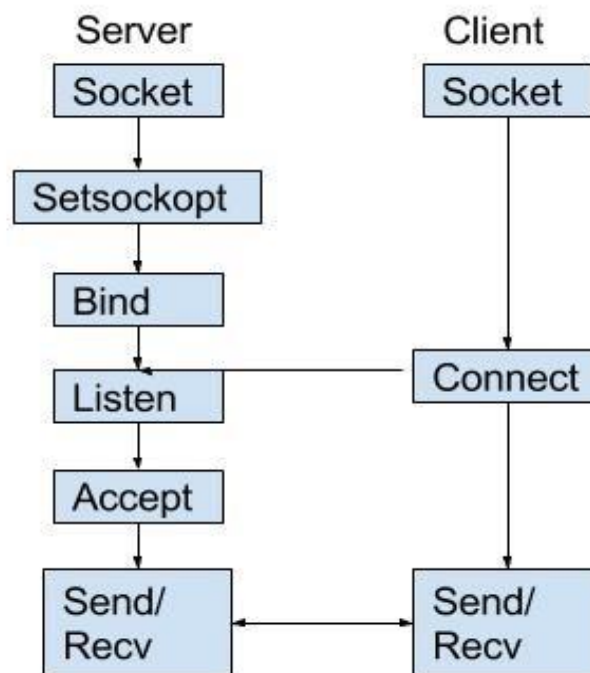 Server
Client
Socket
Socket
Setsockopt
Bind
Listen
Connect
Accept
Send/
Recv
Send/
Recv